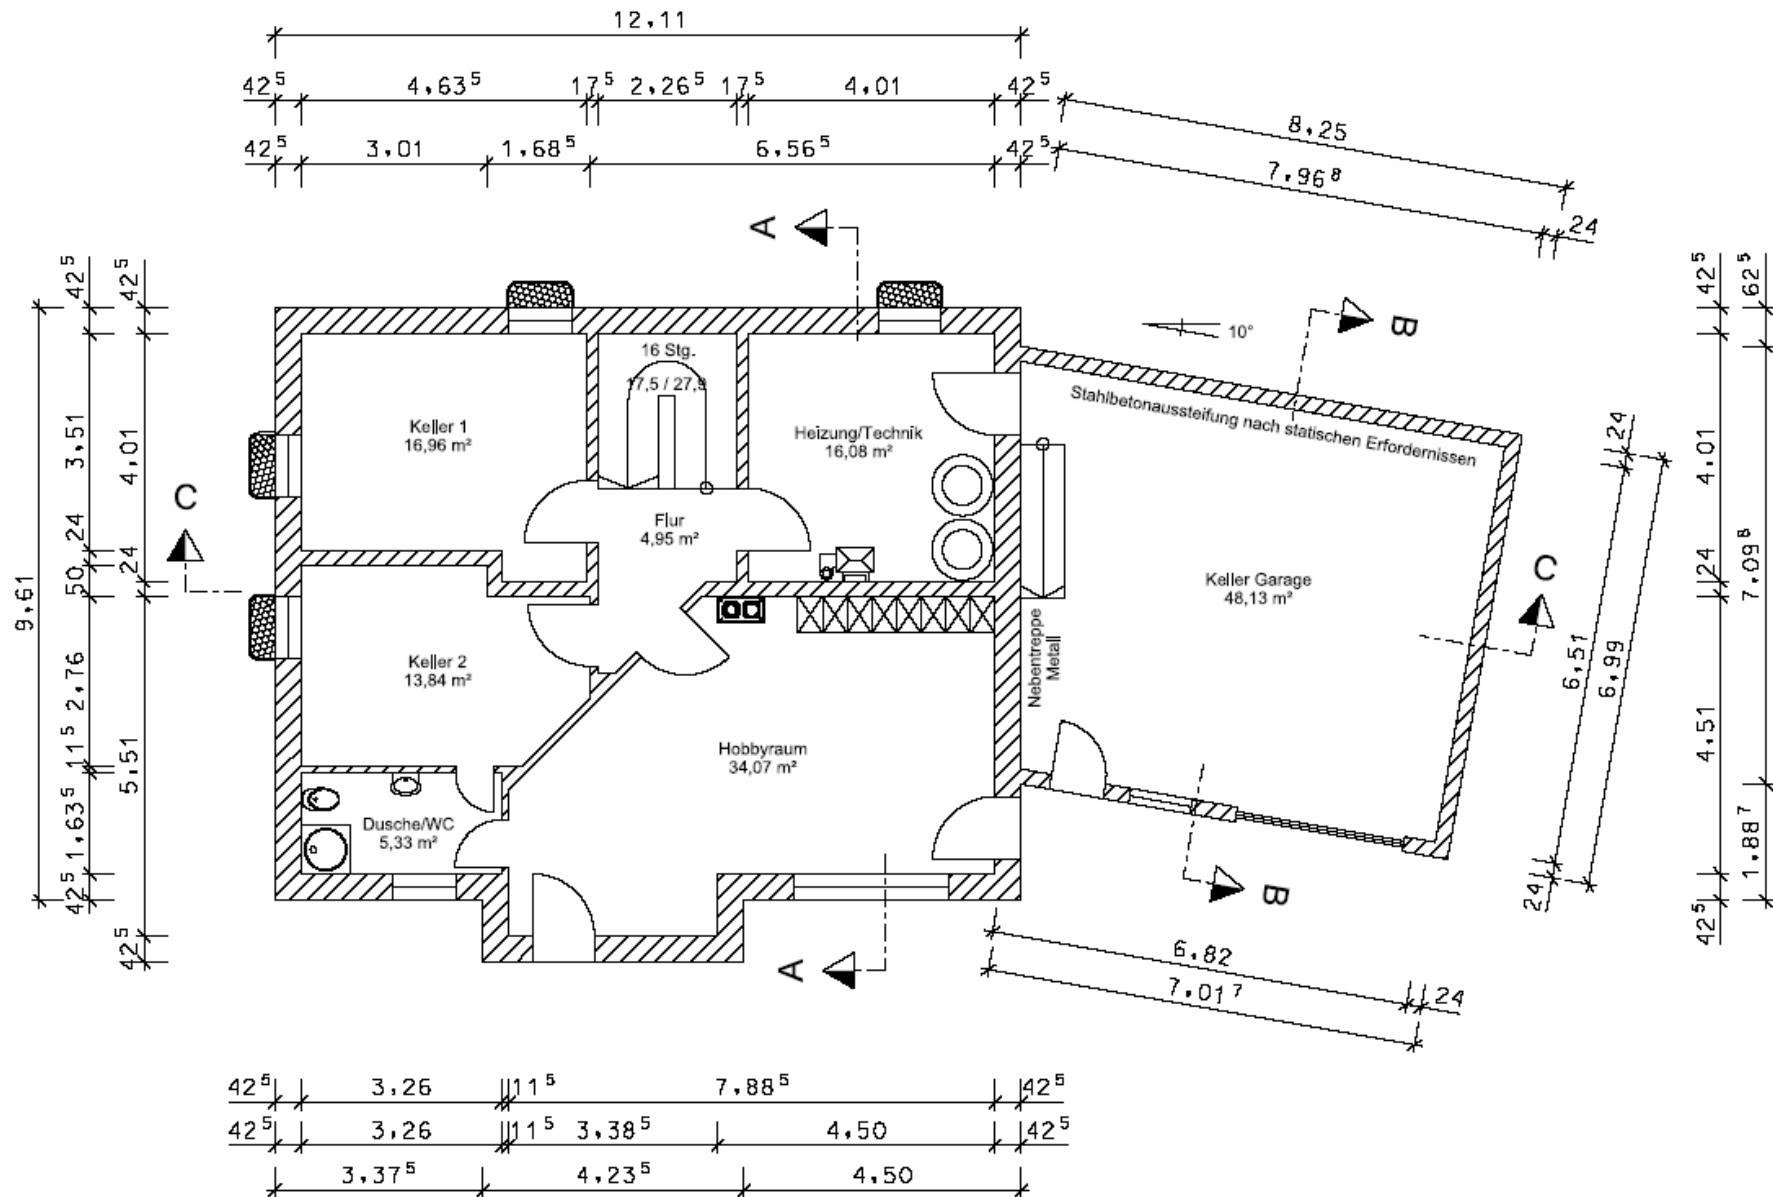 12,11
42⁵ 4,63⁵ 17⁵ 2,26⁵ 17⁵ 4,01 42⁵
42⁵ 3,01 1,68⁵ 6,56⁵ 42⁵
8,25
7,96⁸
24
A
B
10°
42⁵
42⁵
42⁵
62⁵
16 Stg.
17,5 / 27,9
Keller 1
16,96 m²
Heizung/Technik
16,08 m²
Stahlbetonaussteifung nach statischen Erfordernissen
3,51
4,01
24
4,01
C
Flur
4,95 m²
24
24
50
9,61
Keller Garage
48,13 m²
C
24
7,09⁸
Nebentreppe
Metall
Keller 2
13,84 m²
2,76
6,51
6,99
Hobbyraum
34,07 m²
4,51
11⁵
5,51
Dusche/WC
5,33 m²
1,63⁵
1,88⁷
42⁵
B
24
42⁵
42⁵
A
6,82
7,01⁷
24
42⁵ 3,26 11⁵ 7,88⁵ 42⁵
42⁵ 3,26 11⁵ 3,38⁵ 4,50 42⁵
3,37⁵ 4,23⁵ 4,50